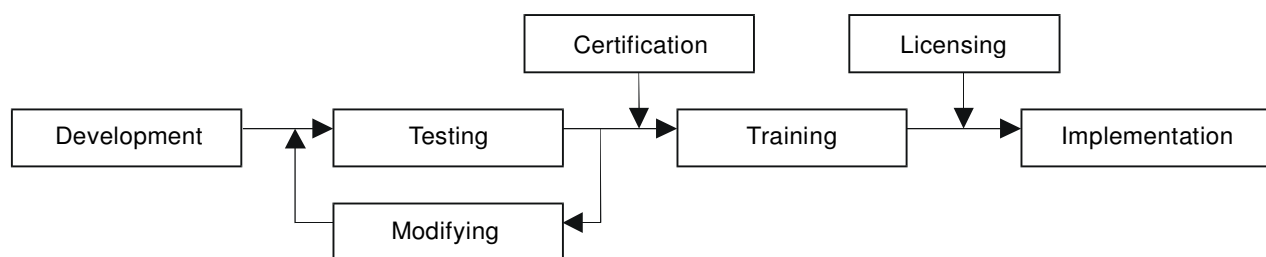 Certification
Licensing
Development
Testing
Training
Implementation
Modifying